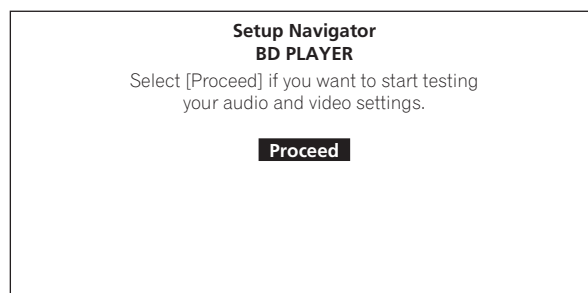 Setup Navigator
BD PLAYER
Select [Proceed] if you want to start testing
your audio and video settings.
Proceed